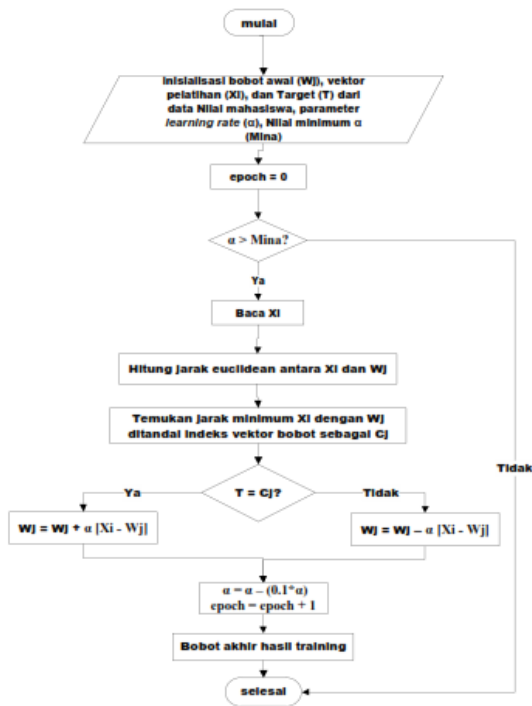 mulai
inisialisasi bobot awal (Wj), vektor
pelatihan (Xi), dan Target (T) dari
data Nilai mahasiswa, parameter
learning rate (α), Nilai minimum α
(Mina)
epoch = 0
α > Mina?
Ya
Baca Xi
Hitung jarak euclidean antara Xi dan Wj
Temukan jarak minimum Xi dengan Wj
ditandai indeks vektor bobot sebagai Cj
Tidak
T = Cj?
Ya
Tidak
Wj = Wj + α [Xi - Wj]
Wj = Wj – α [Xi - Wj]
α = α – (0.1*α)
epoch = epoch + 1
Bobot akhir hasil training
selesai